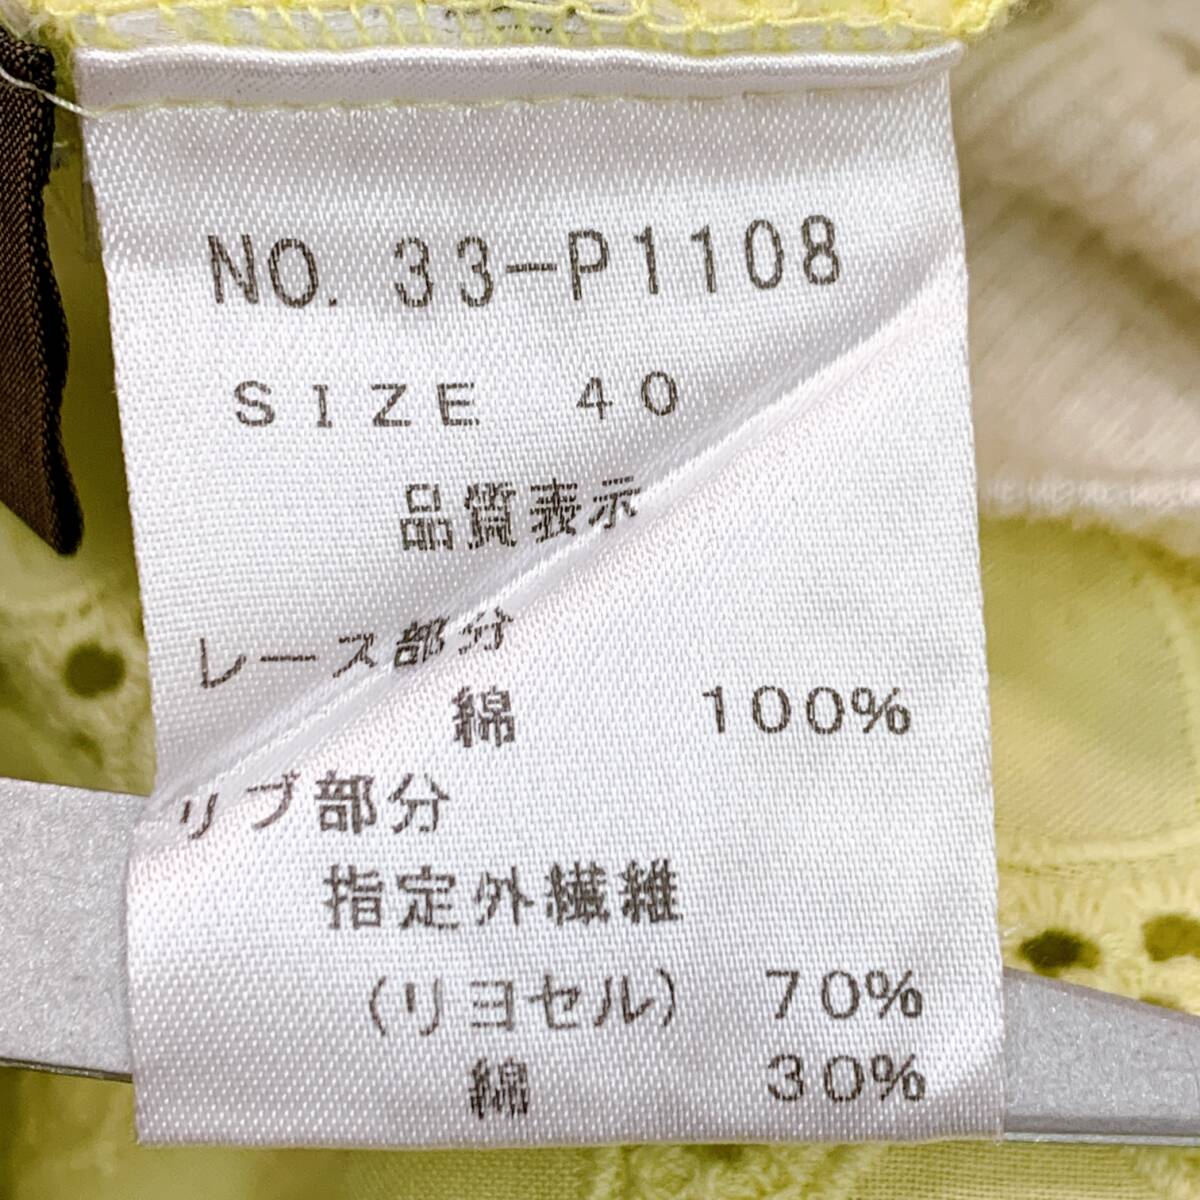 NO. 33-P1108
SIZE 40
品質表示
レース部分
綿 100%
リブ部分
指定外繊維
(リヨセル) 70%
綿 30%